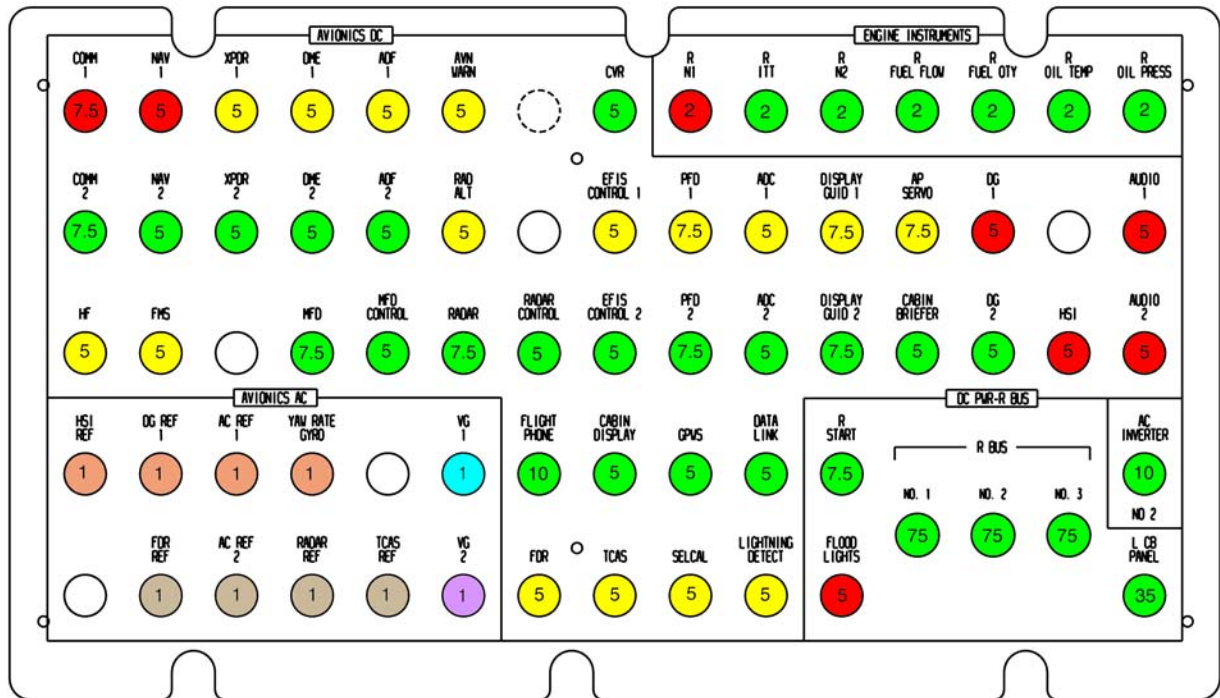 AVIONICS DC
ENGINE INSTRUMENTS
COMM NAV XPDR DME ADF AVN CVR R R R R R R R
1 1 1 1 1 WARN N1 ITT N2 FUEL FLOW FUEL QTY OIL TEMP OIL PRESS
7.5 5 5 5 5 5 5 2 2 2 2 2 2 2
COMM NAV XPDR DME ADF RAD EFIS PFD ADC DISPLAY AP DG AUDIO
2 2 2 2 2 ALT CONTROL 1 1 1 GUID 1 SERVO 1 1
7.5 5 5 5 5 5 5 7.5 5 7.5 7.5 5 5
HF FMS MFD MFD RADAR RADAR EFIS PFD ADC DISPLAY CABIN DG HSI AUDIO
CONTROL CONTROL CONTROL 2 2 2 GUID 2 BRIEFER 2 2
5 5 7.5 5 7.5 5 5 7.5 5 7.5 5 5 5 5
AVIONICS AC
DC PWR-R BUS
HSI DG REF AC REF YAW RATE VG FLIGHT CABIN GPWS DATA R R BUS AC
REF 1 1 GYRO 1 PHONE DISPLAY LINK START INVERTER
1 1 1 1 1 10 5 5 5 7.5 10
NO. 1 NO. 2 NO. 3
NO 2
75 75 75
FDR AC REF RADAR TCAS VG FDR TCAS SELCAL LIGHTNING FLOOD L CB
REF 2 REF REF 2 DETECT LIGHTS PANEL
1 1 1 1 1 5 5 5 5 5 35